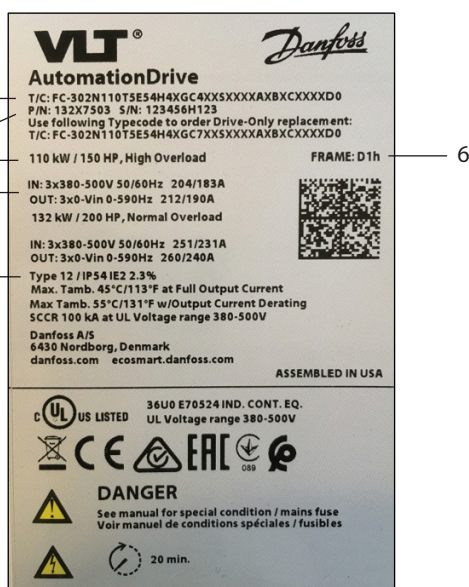 VLT®
Danfoss
AutomationDrive
T/C: FC-302N110T5E54H4XGC4XXSXXXXAXBXCXXXXD0
P/N: 132X7503 S/N: 123456H123
Use following Typecode to order Drive-Only replacement:
T/C: FC-302N110T5E54H4XGC7XXSXXXXAXBXCXXXXD0
110 kW / 150 HP, High Overload
FRAME: D1h
6
IN: 3x380-500V 50/60Hz 204/183A
OUT: 3x0-Vin 0-590Hz 212/190A
132 kW / 200 HP, Normal Overload
IN: 3x380-500V 50/60Hz 251/231A
OUT: 3x0-Vin 0-590Hz 260/240A
Type 12 / IP54 IE2 2.3%
Max. Tamb. 45°C/113°F at Full Output Current
Max Tamb. 55°C/131°F w/Output Current Derating
SCCR 100 kA at UL Voltage range 380-500V
Danfoss A/S
6430 Nordborg, Denmark
danfoss.com ecosmart.danfoss.com
ASSEMBLED IN USA
c UL US LISTED
36U0 E70524 IND. CONT. EQ.
UL Voltage range 380-500V
CE EAC 089
DANGER
See manual for special condition / mains fuse
Voir manuel de conditions spéciales / fusibles
20 min.